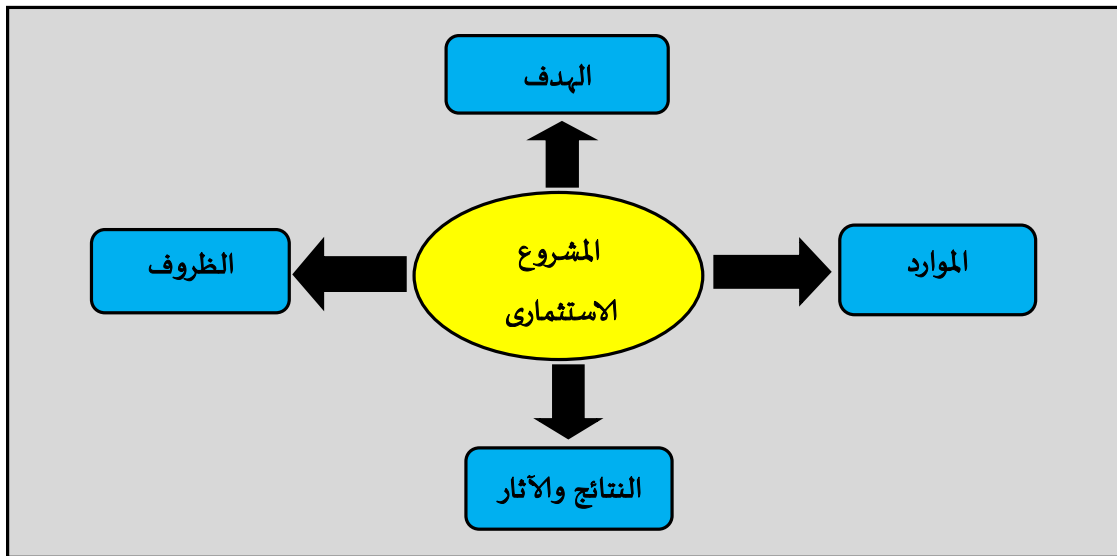 الهدف
الموارد
المشروع
الاستثمارى
الظروف
النتائج والآثار